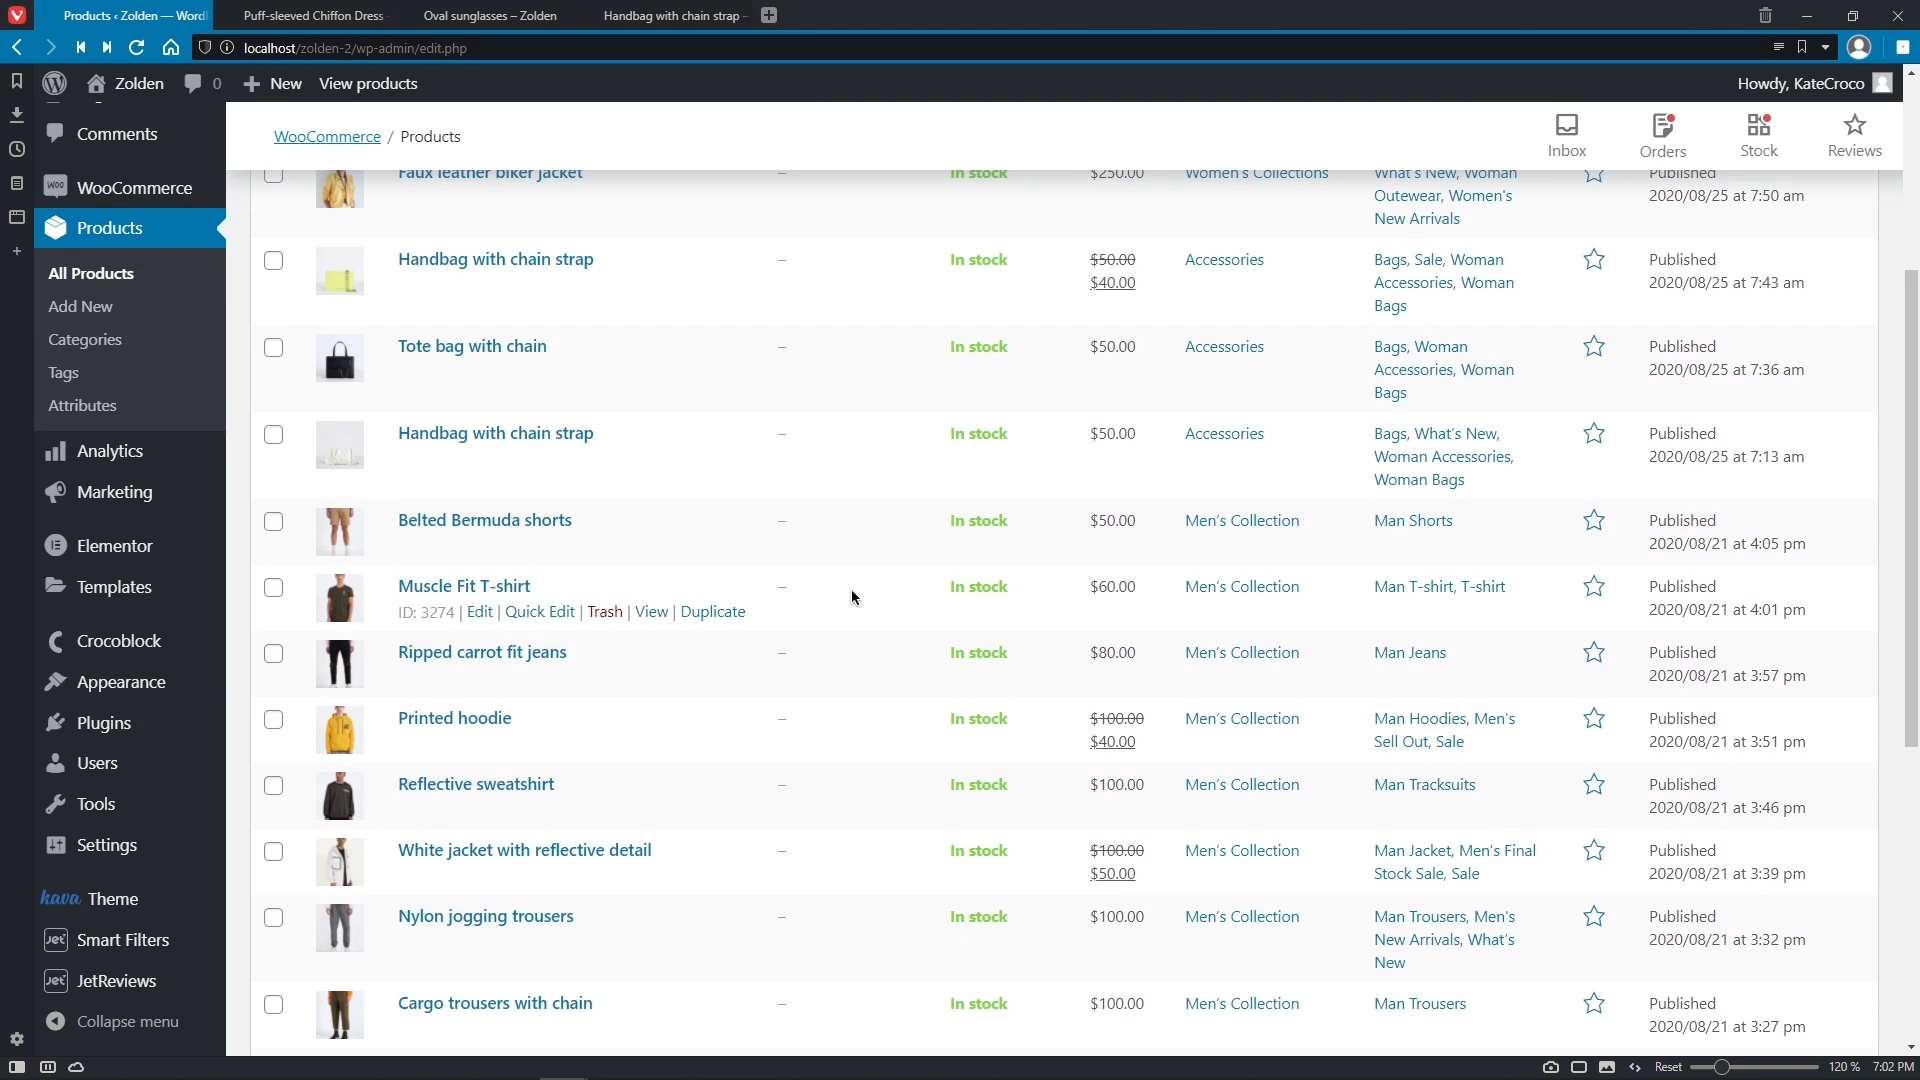 Products ‹ Zolden — Word
Puff-sleeved Chiffon Dress
Oval sunglasses – Zolden
Handbag with chain strap -
localhost/zolden-2/wp-admin/edit.php
Zolden
0
New
View products
Howdy, KateCroco
Comments
WooCommerce
Products
All Products
Add New
Categories
Tags
Attributes
Analytics
Marketing
Elementor
Templates
Crocoblock
Appearance
Plugins
Users
Tools
Settings
kava Theme
Jet Smart Filters
Jet JetReviews
Collapse menu
WooCommerce / Products
Inbox
Orders
Stock
Reviews
Faux leather biker jacket
–
In stock
$250.00
Women's Collections
What's New, Woman
Outewear, Women's
New Arrivals
Published
2020/08/25 at 7:50 am
Handbag with chain strap
–
In stock
$50.00
$40.00
Accessories
Bags, Sale, Woman
Accessories, Woman
Bags
Published
2020/08/25 at 7:43 am
Tote bag with chain
–
In stock
$50.00
Accessories
Bags, Woman
Accessories, Woman
Bags
Published
2020/08/25 at 7:36 am
Handbag with chain strap
–
In stock
$50.00
Accessories
Bags, What's New,
Woman Accessories,
Woman Bags
Published
2020/08/25 at 7:13 am
Belted Bermuda shorts
–
In stock
$50.00
Men's Collection
Man Shorts
Published
2020/08/21 at 4:05 pm
Muscle Fit T-shirt
ID: 3274 | Edit | Quick Edit | Trash | View | Duplicate
–
In stock
$60.00
Men's Collection
Man T-shirt, T-shirt
Published
2020/08/21 at 4:01 pm
Ripped carrot fit jeans
–
In stock
$80.00
Men's Collection
Man Jeans
Published
2020/08/21 at 3:57 pm
Printed hoodie
–
In stock
$100.00
$40.00
Men's Collection
Man Hoodies, Men's
Sell Out, Sale
Published
2020/08/21 at 3:51 pm
Reflective sweatshirt
–
In stock
$100.00
Men's Collection
Man Tracksuits
Published
2020/08/21 at 3:46 pm
White jacket with reflective detail
–
In stock
$100.00
$50.00
Men's Collection
Man Jacket, Men's Final
Stock Sale, Sale
Published
2020/08/21 at 3:39 pm
Nylon jogging trousers
–
In stock
$100.00
Men's Collection
Man Trousers, Men's
New Arrivals, What's
New
Published
2020/08/21 at 3:32 pm
Cargo trousers with chain
–
In stock
$100.00
Men's Collection
Man Trousers
Published
2020/08/21 at 3:27 pm
Reset
120 %
7:02 PM